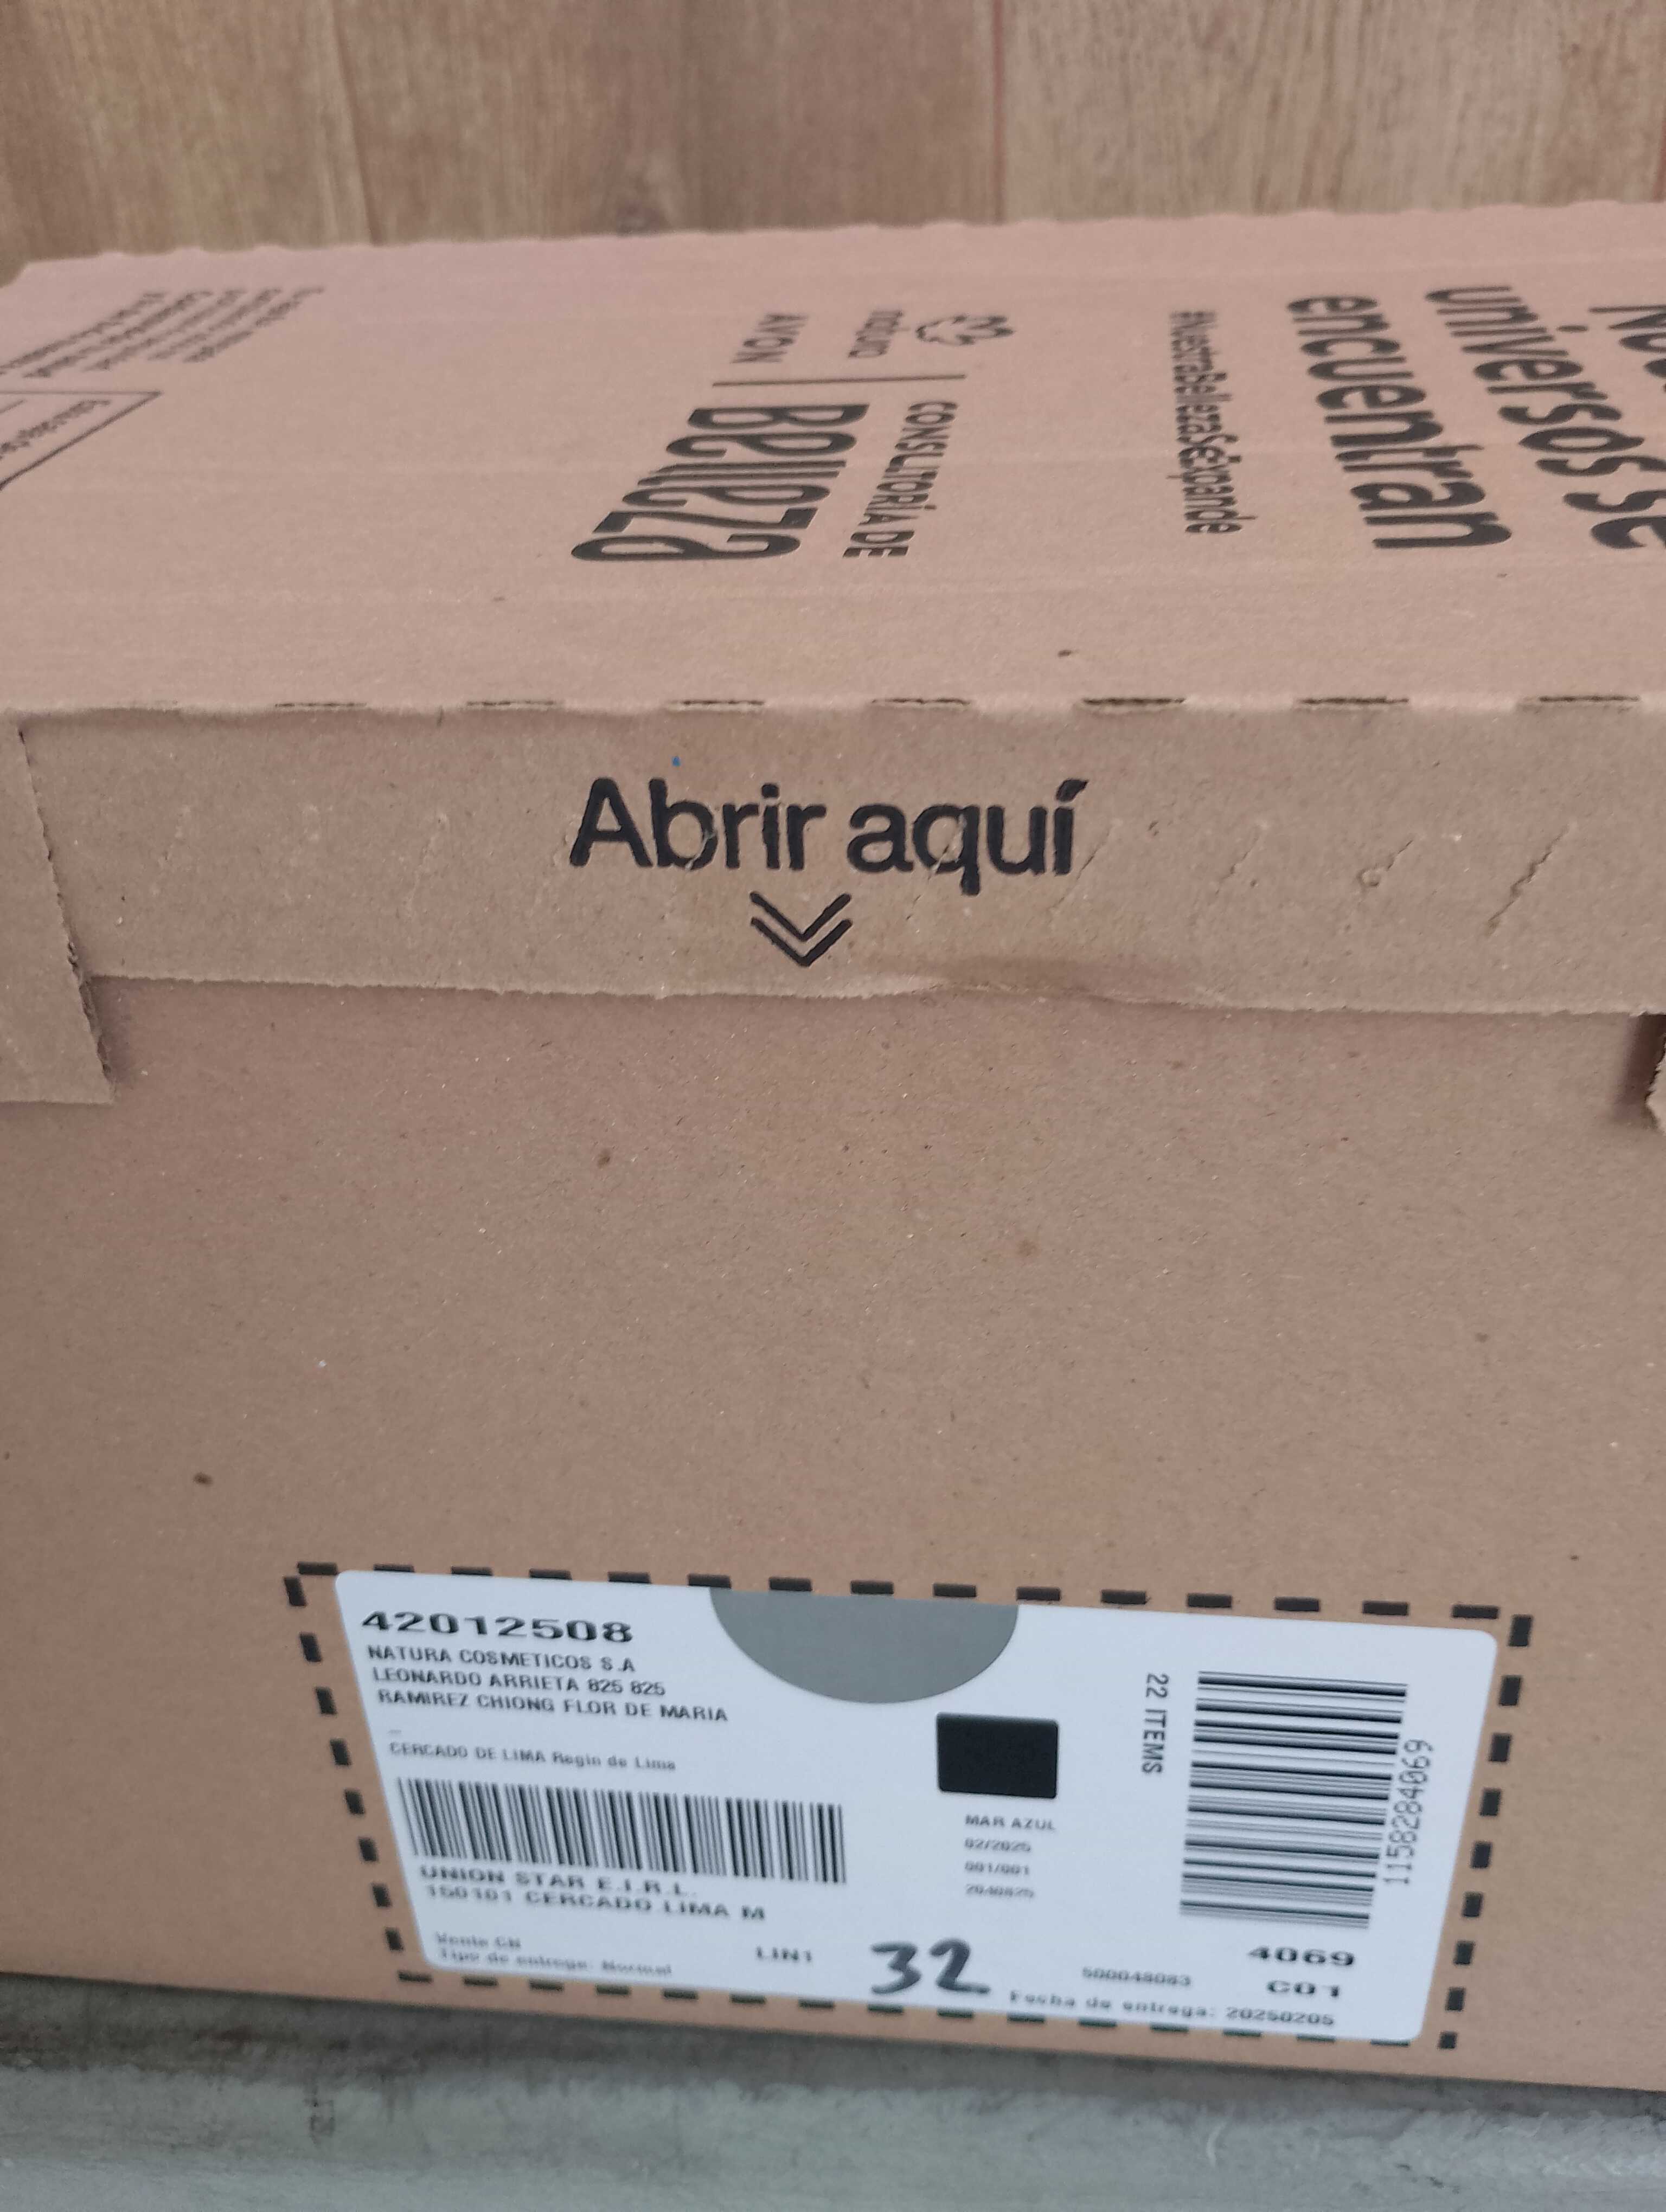 No
universos se
encuentran
#NuestraBellezaSeExpande
natura
AVON
CONSULTORÍA DE
Belleza
Abrir aquí
42012508
NATURA COSMETICOS S.A
LEONARDO ARRIETA 825 825
RAMIREZ CHIONG FLOR DE MARIA
CERCADO DE LIMA Regin de Lima
UNION STAR E.I.R.L.
150101 CERCADO LIMA M
Venta CN
Tipo de entrega: Normal
LIN1
32
MAR AZUL
02/2025
001/001
22 ITEMS
1158284069
4069
C01
Fecha de entrega: 20250205